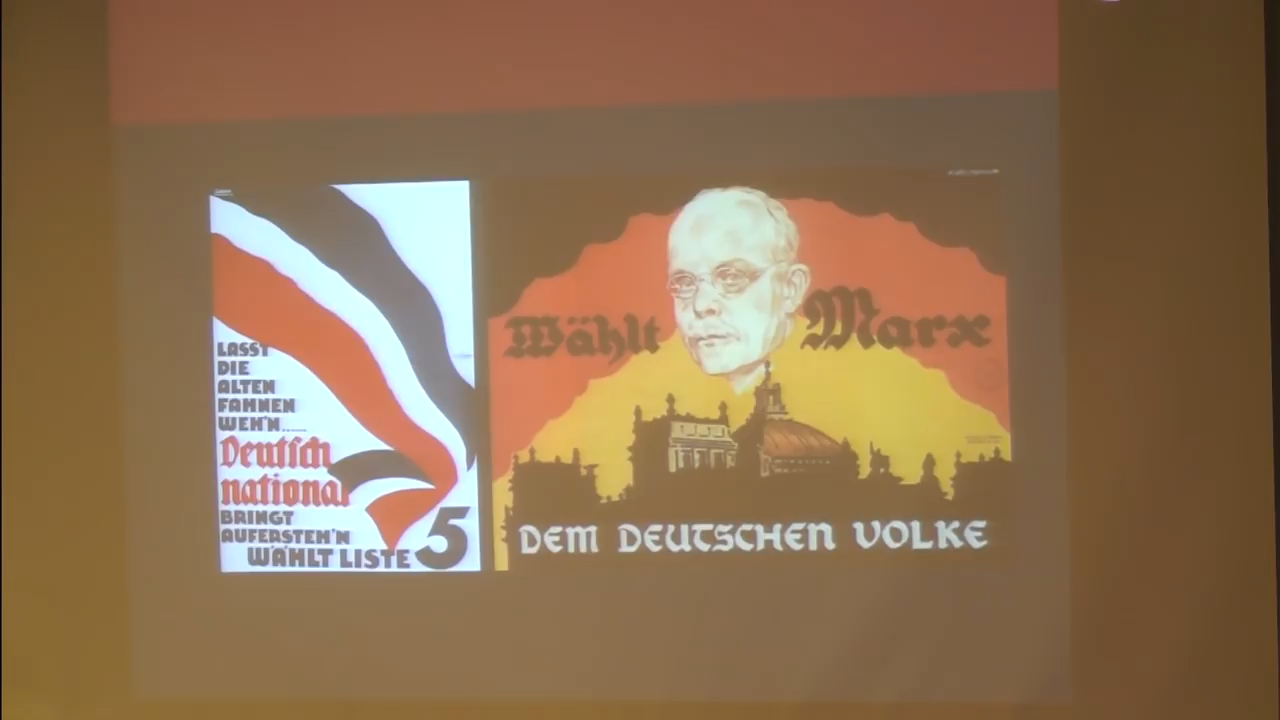 LASST
DIE
ALTEN
FAHNEN
WEH'N......
Deutsch
national
BRINGT
AUFERSTEH'N
WÄHLT LISTE 5
Wählt Marx
DEM DEUTSCHEN VOLKE